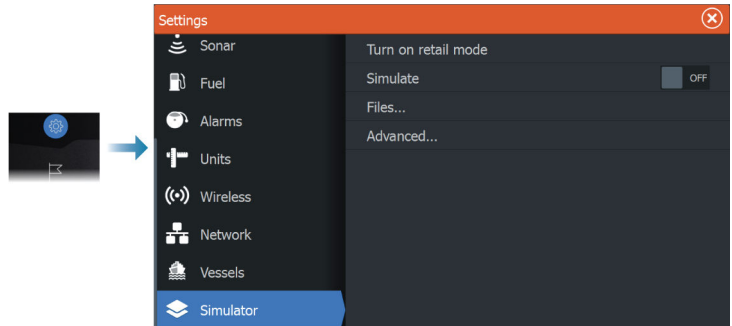 Settings
Sonar
Fuel
Alarms
Units
Wireless
Network
Vessels
Simulator
Turn on retail mode
Simulate OFF
Files...
Advanced...